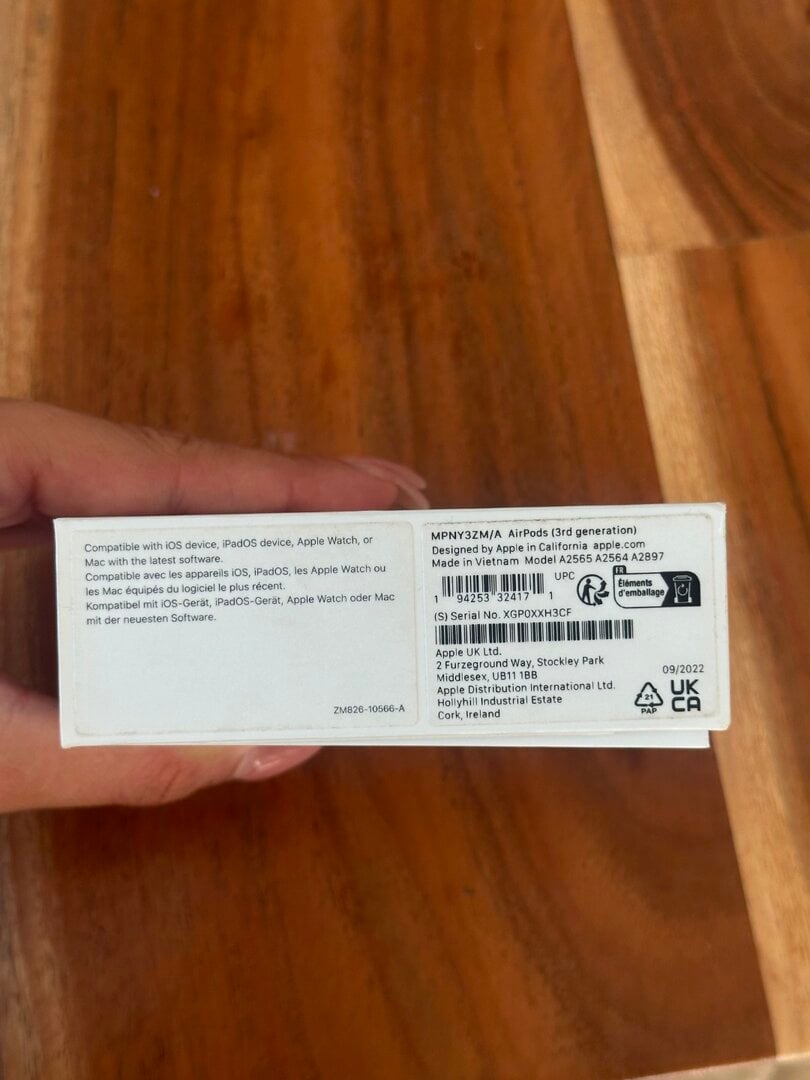 Compatible with iOS device, iPadOS device, Apple Watch, or
Mac with the latest software.
Compatible avec les appareils iOS, iPadOS, les Apple Watch ou
les Mac équipés du logiciel le plus récent.
Kompatibel mit iOS-Gerät, iPadOS-Gerät, Apple Watch oder Mac
mit der neuesten Software.
ZM826-10566-A
MPNY3ZM/A AirPods (3rd generation)
Designed by Apple in California apple.com
Made in Vietnam Model A2565 A2564 A2897
UPC
1 94253 32417 1
FR
Éléments
d'emballage
(S) Serial No. XGP0XXH3CF
Apple UK Ltd.
2 Furzeground Way, Stockley Park
Middlesex, UB11 1BB
Apple Distribution International Ltd.
Hollyhill Industrial Estate
Cork, Ireland
09/2022
21
PAP
UK
CA